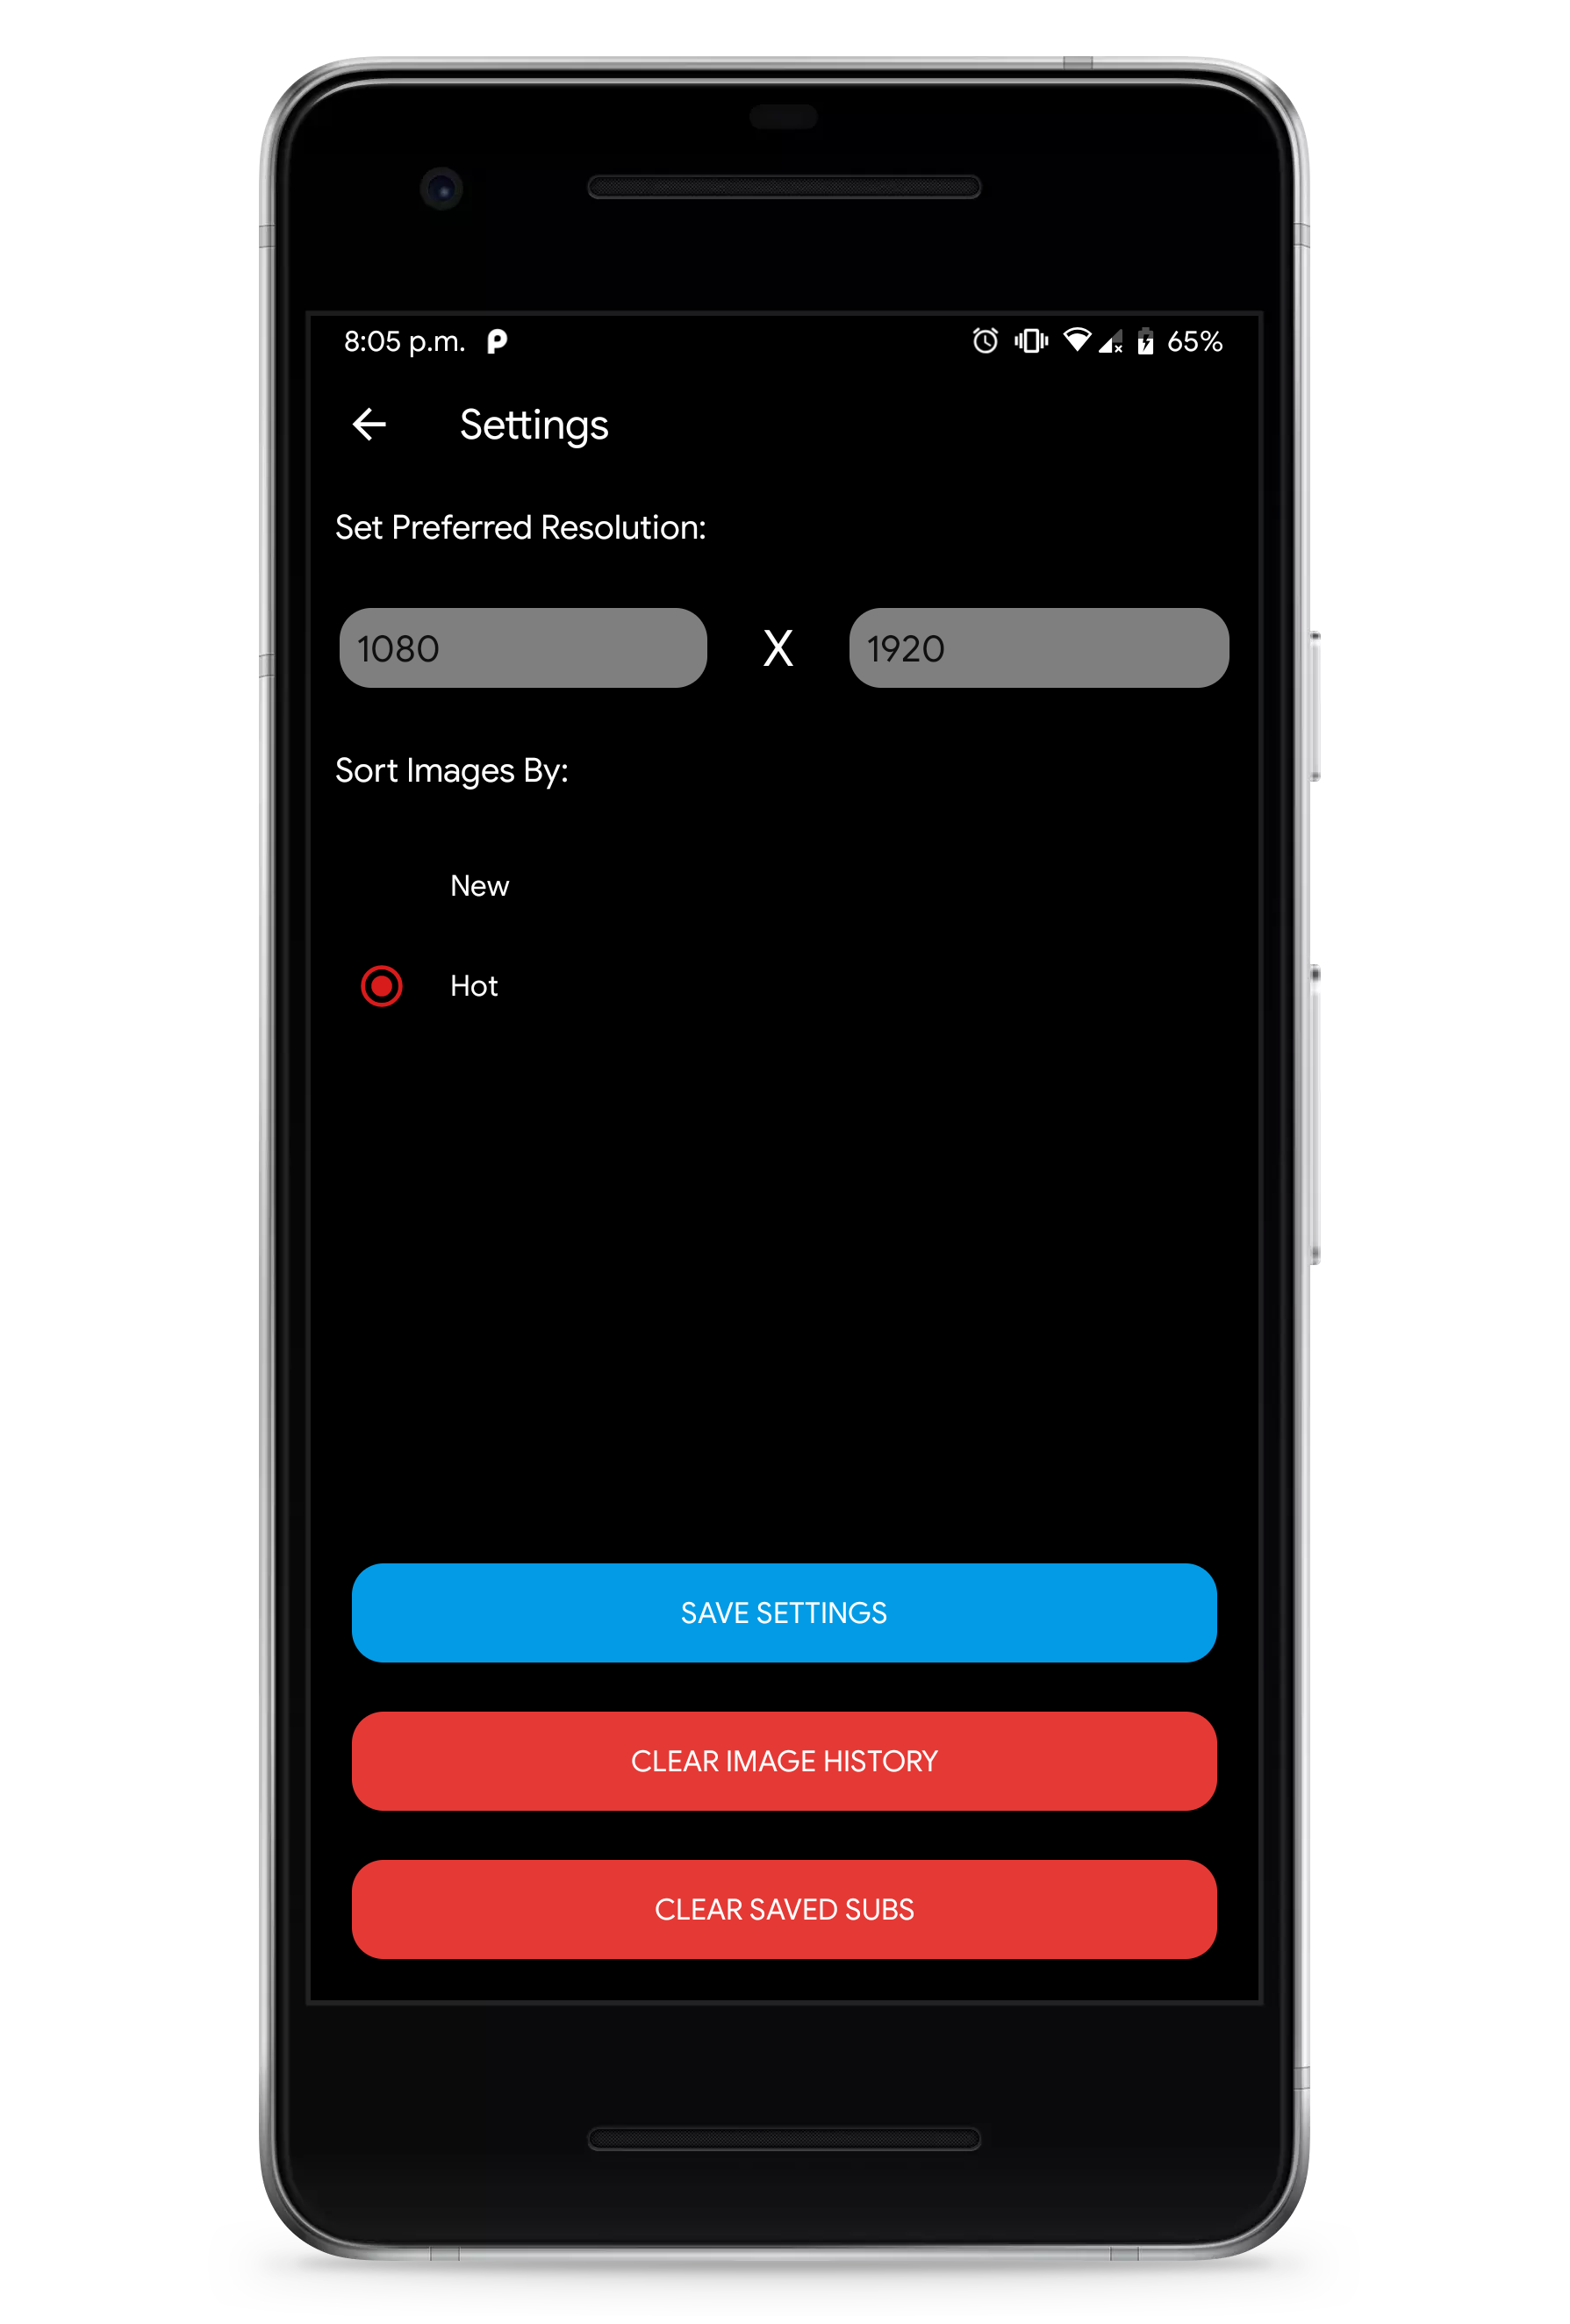 8:05 p.m. 65%
Settings
Set Preferred Resolution:
1080 X 1920
Sort Images By:
New
Hot
SAVE SETTINGS
CLEAR IMAGE HISTORY
CLEAR SAVED SUBS